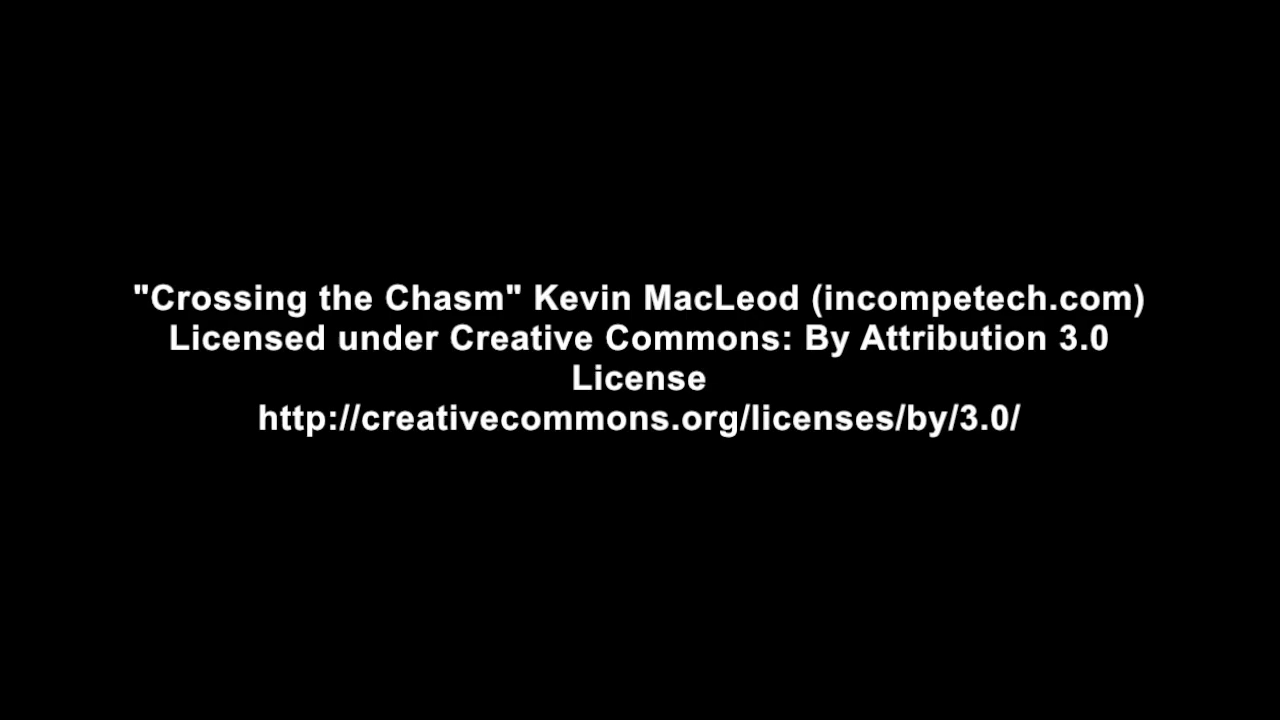 "Crossing the Chasm" Kevin MacLeod (incompetech.com)
Licensed under Creative Commons: By Attribution 3.0
License
http://creativecommons.org/licenses/by/3.0/